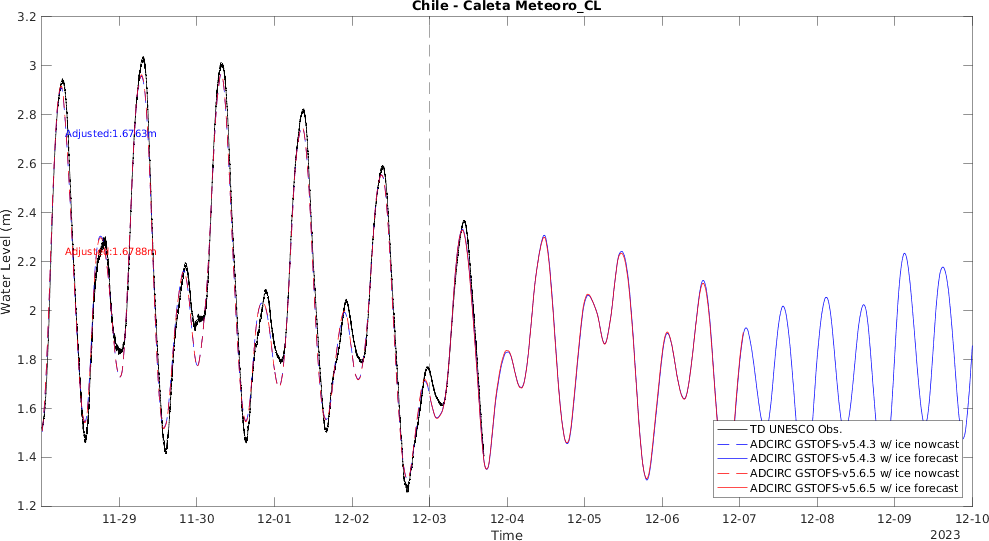 Chile - Caleta Meteoro_CL
3.2
3
2.8
2.6
2.4
2.2
2
1.8
1.6
1.4
1.2
Water Level (m)
Adjusted:1.6763m
Adjusted:1.6788m
TD UNESCO Obs.
ADCIRC GSTOFS-v5.4.3 w/ ice nowcast
ADCIRC GSTOFS-v5.4.3 w/ ice forecast
ADCIRC GSTOFS-v5.6.5 w/ ice nowcast
ADCIRC GSTOFS-v5.6.5 w/ ice forecast
11-29 11-30 12-01 12-02 12-03 12-04 12-05 12-06 12-07 12-08 12-09 12-10
Time
2023